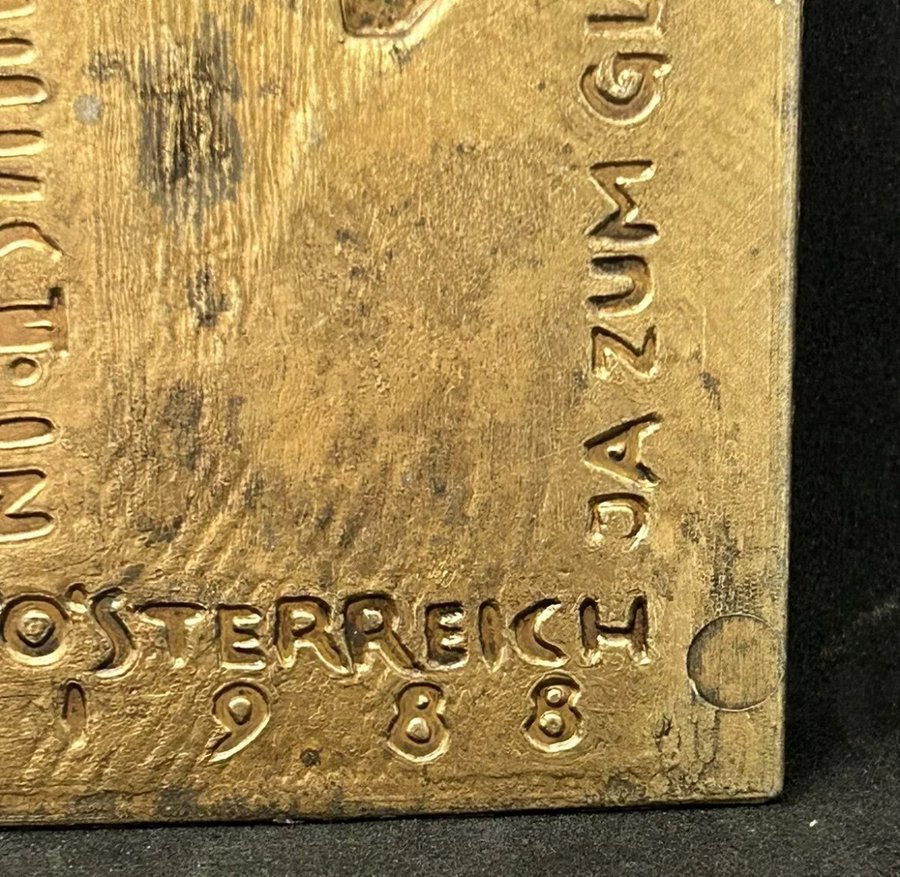 JA ZUM GL
ÖSTERREICH
1988